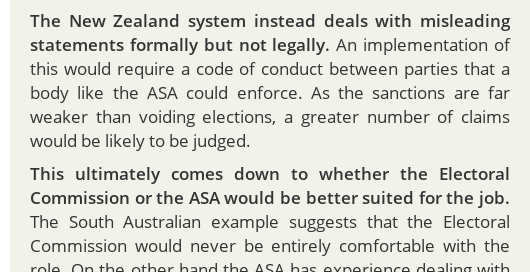 The New Zealand system instead deals with misleading
statements formally but not legally. An implementation of
this would require a code of conduct between parties that a
body like the ASA could enforce. As the sanctions are far
weaker than voiding elections, a greater number of claims
would be likely to be judged.
This ultimately comes down to whether the Electoral
Commission or the ASA would be better suited for the job.
The South Australian example suggests that the Electoral
Commission would never be entirely comfortable with the
role. On the other hand the ASA has experience dealing with